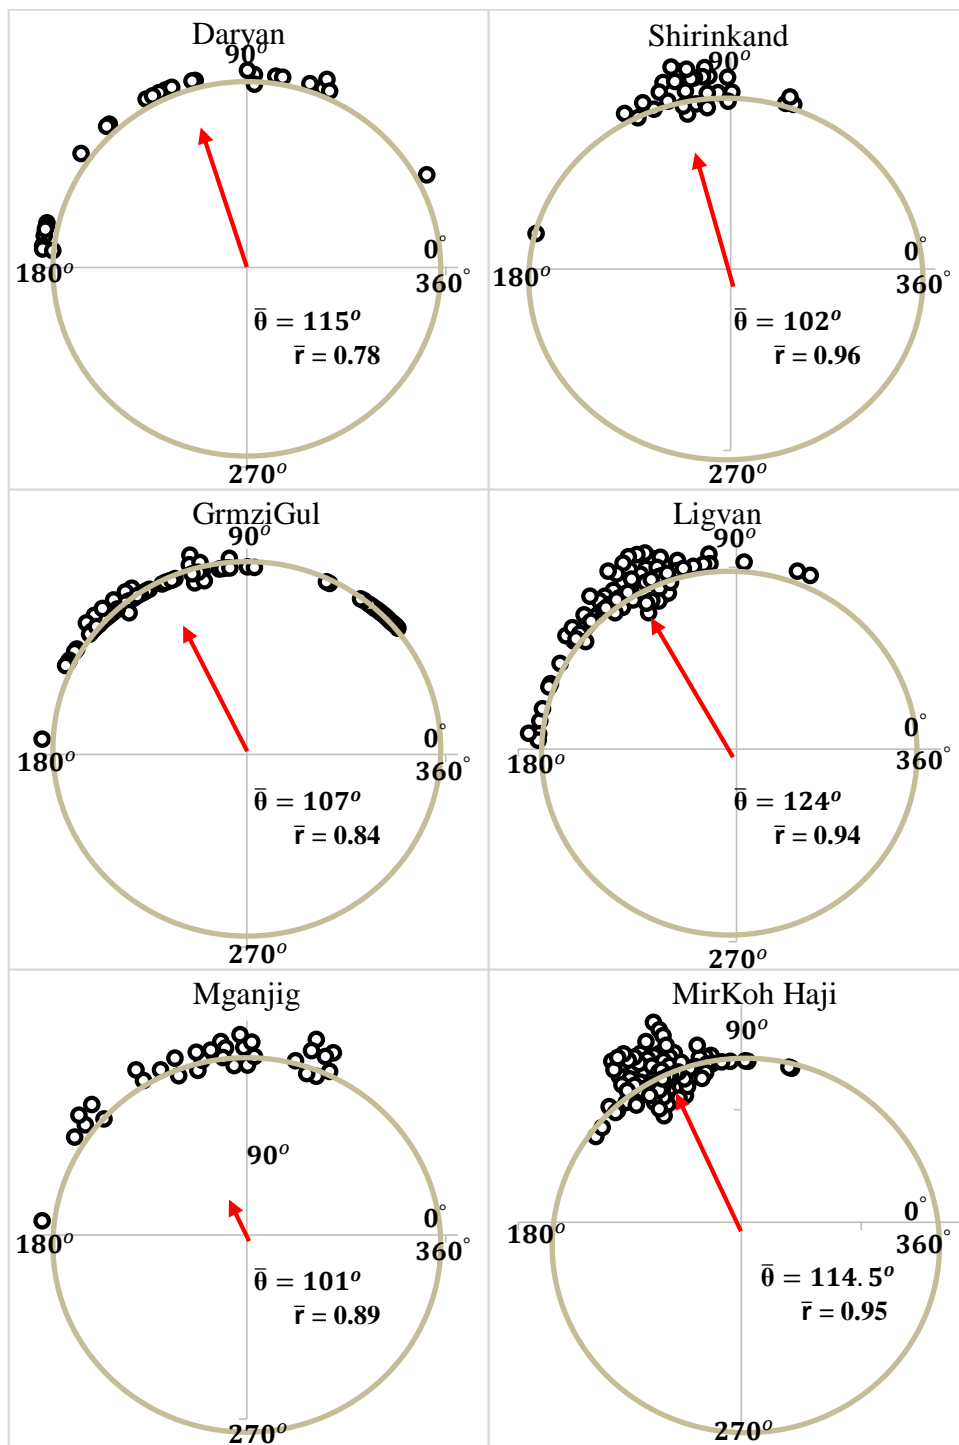 Daryan
90°
0°
180°
360°
θ̅ = 115°
r̅ = 0.78
270°
Shirinkand
90°
0°
180°
360°
θ̅ = 102°
r̅ = 0.96
270°
GrmziGul
90°
0°
180°
360°
θ̅ = 107°
r̅ = 0.84
270°
Ligvan
90°
0°
180°
360°
θ̅ = 124°
r̅ = 0.94
270°
Mganjig
90°
0°
180°
360°
θ̅ = 101°
r̅ = 0.89
270°
MirKoh Haji
90°
0°
180°
360°
θ̅ = 114.5°
r̅ = 0.95
270°